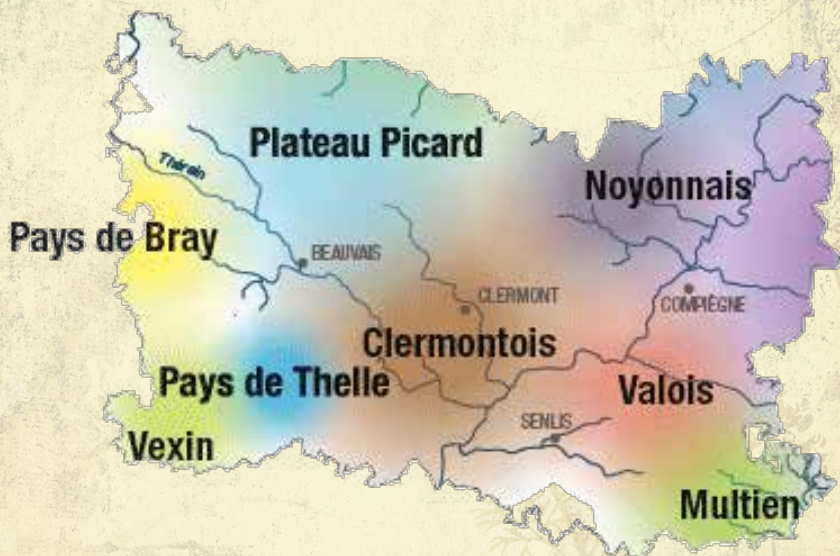 Plateau Picard
Thérain
Noyonnais
Pays de Bray
BEAUVAIS
CLERMONT
COMPIÈGNE
Clermontois
Pays de Thelle
Valois
SENLIS
Vexin
Multien